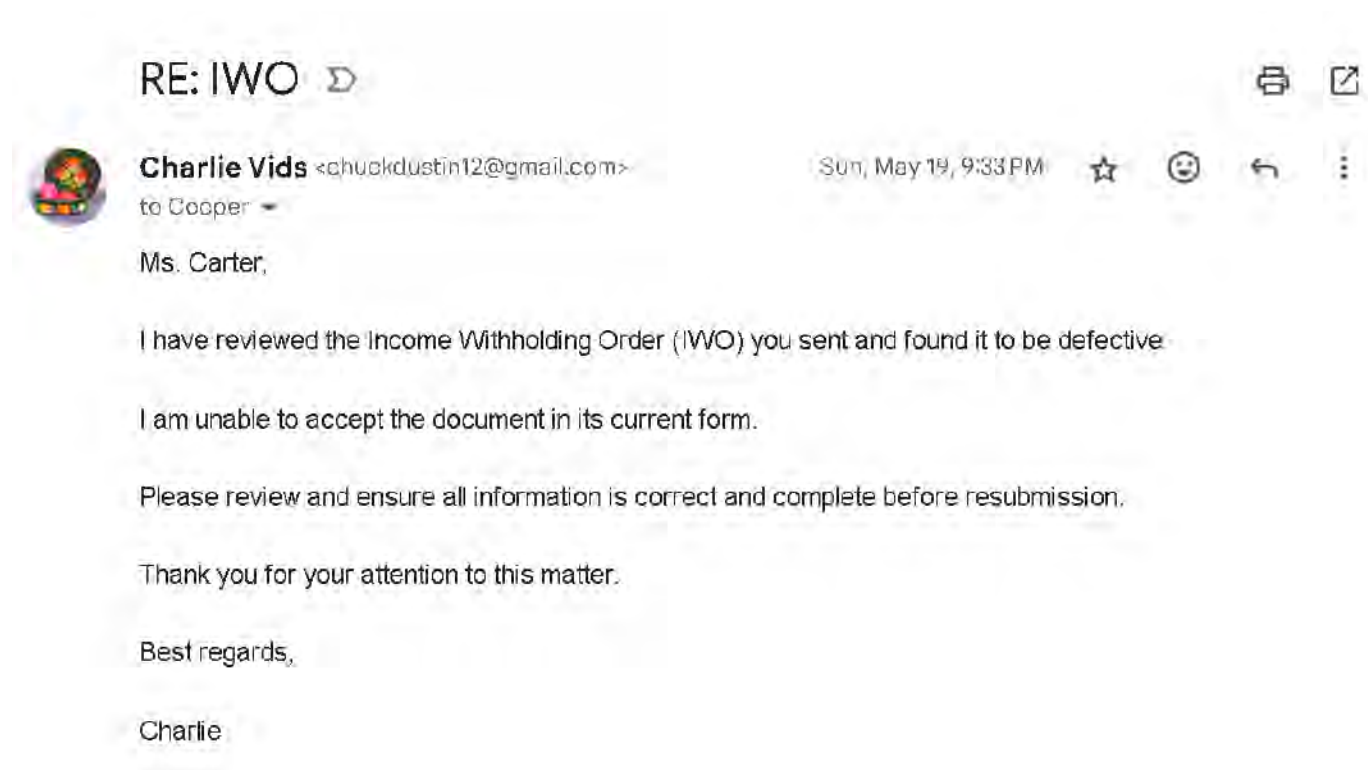 RE: IWO
Charlie Vids <chuckdustin12@gmail.com> Sun, May 19, 9:33 PM
to Cooper
Ms. Carter,
I have reviewed the Income Withholding Order (IWO) you sent and found it to be defective
I am unable to accept the document in its current form.
Please review and ensure all information is correct and complete before resubmission.
Thank you for your attention to this matter.
Best regards,
Charlie